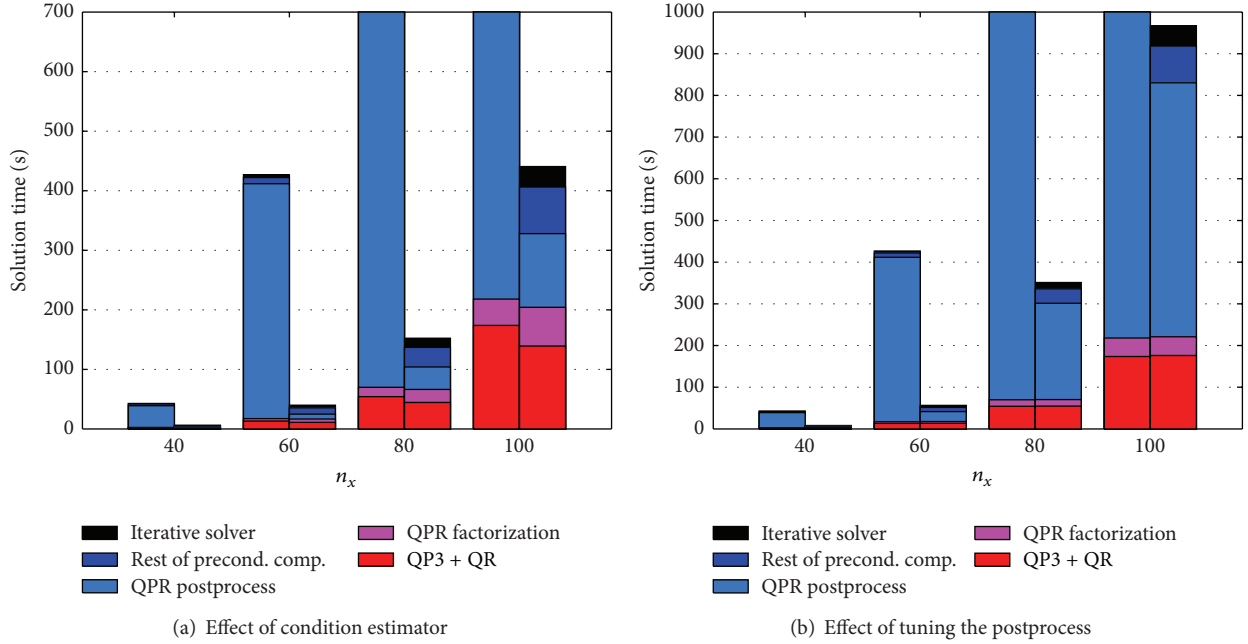 700
600
500
400
300
200
100
0
Solution time (s)
40
60
80
100
n_x
Iterative solver
Rest of precond. comp.
QPR postprocess
QPR factorization
QP3 + QR
(a) Effect of condition estimator
1000
900
800
700
600
500
400
300
200
100
0
Solution time (s)
40
60
80
100
n_x
Iterative solver
Rest of precond. comp.
QPR postprocess
QPR factorization
QP3 + QR
(b) Effect of tuning the postprocess